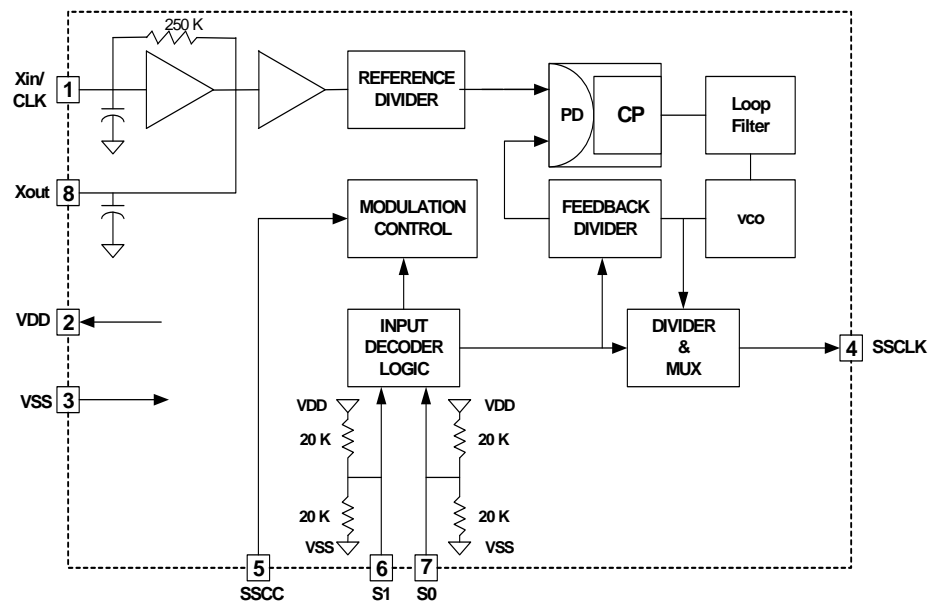 250 K
Xin/
CLK
1
REFERENCE
DIVIDER
PD
CP
Loop
Filter
Xout
8
MODULATION
CONTROL
FEEDBACK
DIVIDER
vco
VDD
2
INPUT
DECODER
LOGIC
DIVIDER
&
MUX
4
SSCLK
VSS
3
VDD
VDD
20 K
20 K
20 K
20 K
VSS
VSS
5
6
7
SSCC
S1
S0